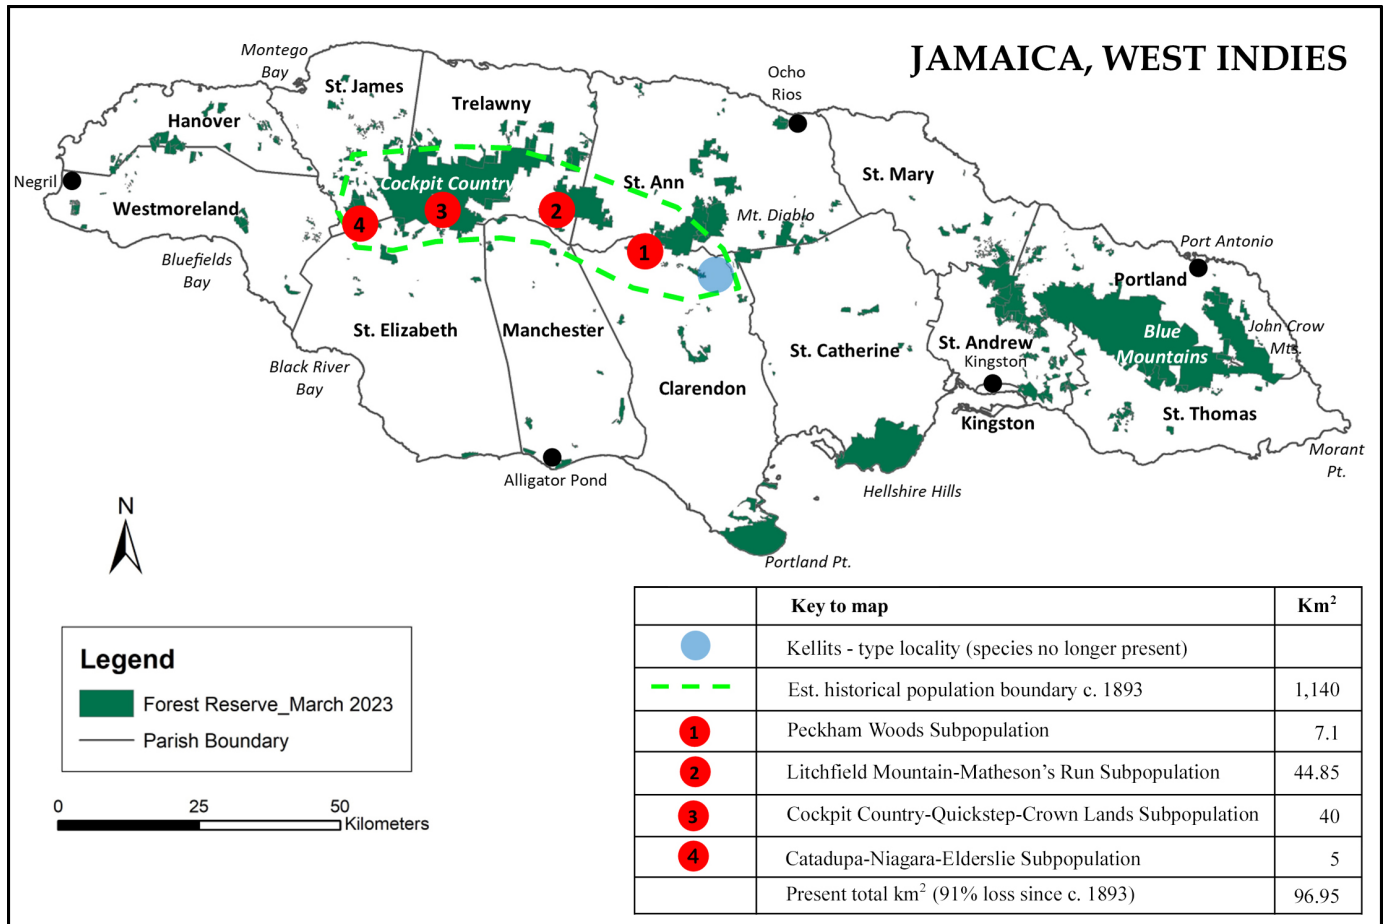 JAMAICA, WEST INDIES
Montego
Bay
St. James
Trelawny
Hanover
Ocho
Rios
Negril
Westmoreland
Cockpit Country
St. Ann
St. Mary
Mt. Diablo
4
3
2
1
Bluefields
Bay
Port Antonio
Portland
St. Elizabeth
Manchester
St. Catherine
St. Andrew
Kingston
Blue
Mountains
John Crow
Mts.
Black River
Bay
Clarendon
Kingston
St. Thomas
Morant
Pt.
Alligator Pond
Hellshire Hills
Portland Pt.
N
Legend
Forest Reserve_March 2023
Parish Boundary
0 25 50
Kilometers
Key to map Km²
Kellits - type locality (species no longer present)
Est. historical population boundary c. 1893 1,140
1 Peckham Woods Subpopulation 7.1
2 Litchfield Mountain-Matheson's Run Subpopulation 44.85
3 Cockpit Country-Quickstep-Crown Lands Subpopulation 40
4 Catadupa-Niagara-Elderslie Subpopulation 5
Present total km² (91% loss since c. 1893) 96.95